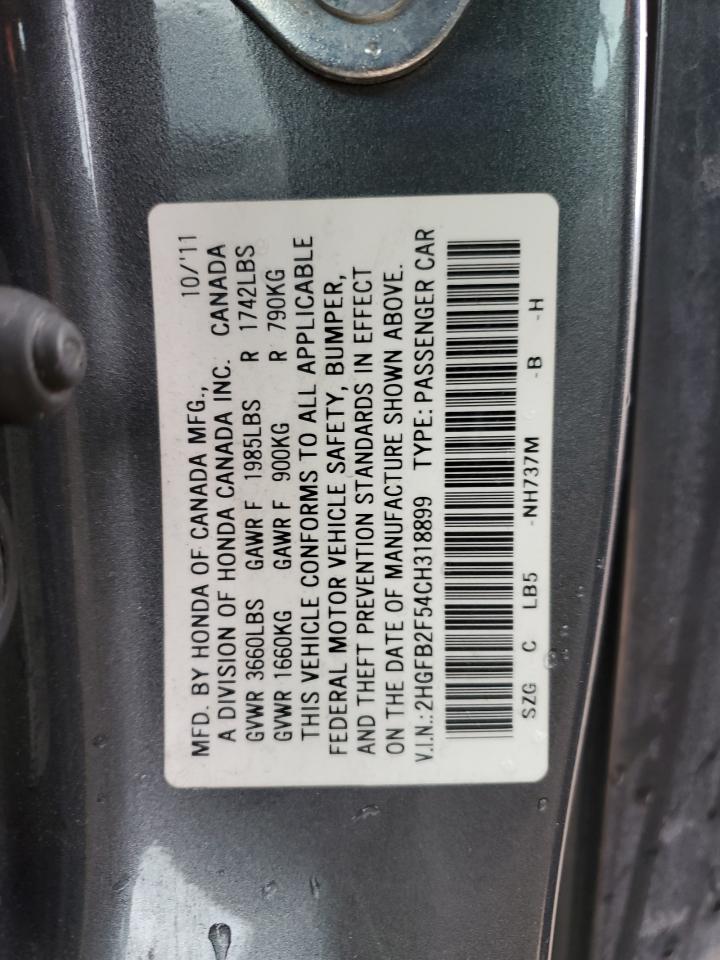 MFD. BY HONDA OF CANADA MFG., 10/'11
A DIVISION OF HONDA CANADA INC. CANADA
GVWR 3660LBS GAWR F 1985LBS R 1742LBS
GVWR 1660KG GAWR F 900KG R 790KG
THIS VEHICLE CONFORMS TO ALL APPLICABLE
FEDERAL MOTOR VEHICLE SAFETY, BUMPER,
AND THEFT PREVENTION STANDARDS IN EFFECT
ON THE DATE OF MANUFACTURE SHOWN ABOVE.
V.I.N.:2HGFB2F54CH318899 TYPE: PASSENGER CAR
SZG C LB5 -NH737M -B -H